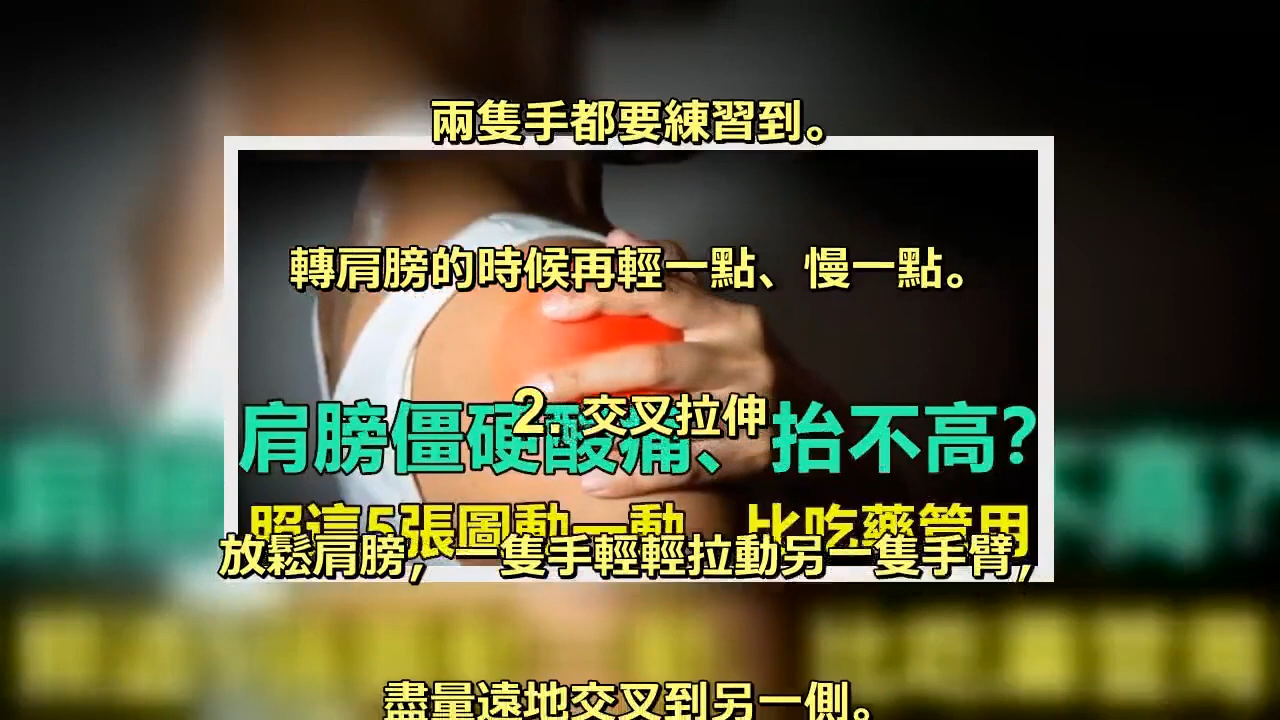 兩隻手都要練習到。
轉肩膀的時候再輕一點、慢一點。
2. 交叉拉伸
肩膀僵硬酸痛、抬不高?
照這5張圖動一動，比吃藥管用
放鬆肩膀，一隻手輕輕拉動另一隻手臂，
盡量遠地交叉到另一側。